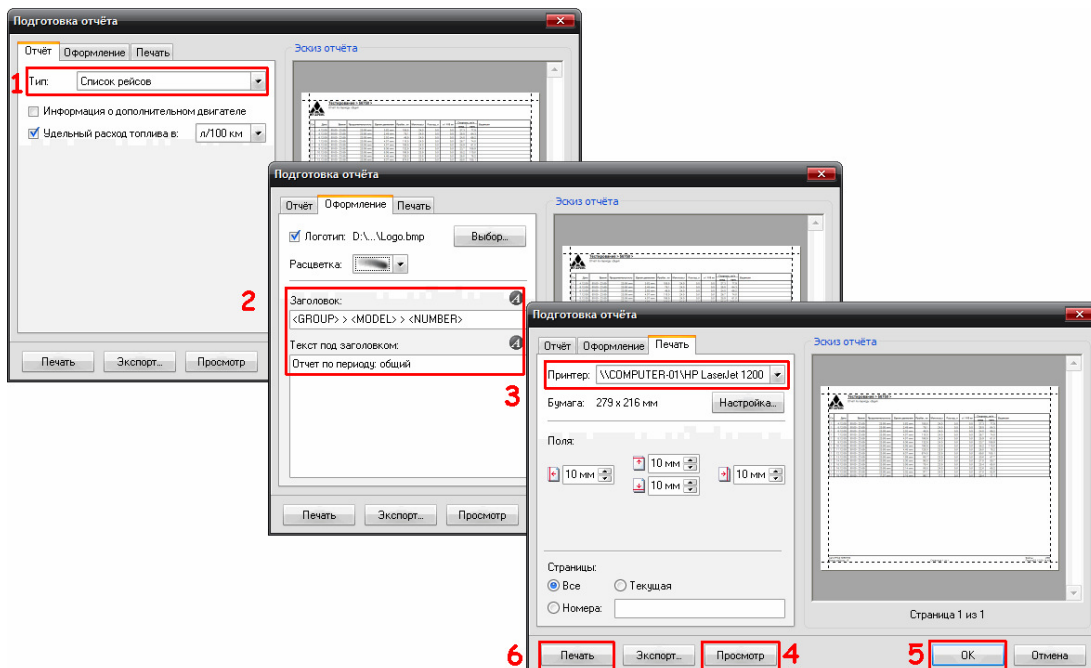 Подготовка отчёта
Отчёт Оформление Печать
1
Тип: Список рейсов
Информация о дополнительном двигателе
Удельный расход топлива в: л/100 км
Печать Экспорт... Просмотр
Эскиз отчёта
Подготовка отчёта
Отчёт Оформление Печать
Логотип: D:\...\Logo.bmp Выбор...
Расцветка:
2
Заголовок:
<GROUP> > <MODEL> > <NUMBER>
Текст под заголовком:
Отчет по периоду: общий
Печать Экспорт... Просмотр
Эскиз отчёта
Подготовка отчёта
Отчёт Оформление Печать
3
Принтер: \\COMPUTER-01\HP LaserJet 1200
Бумага: 279 x 216 мм Настройка...
Поля:
10 мм 10 мм 10 мм
10 мм
Страницы:
Все Текущая
Номера:
Эскиз отчёта
Страница 1 из 1
6 Печать Экспорт... Просмотр 4 5 OK Отмена